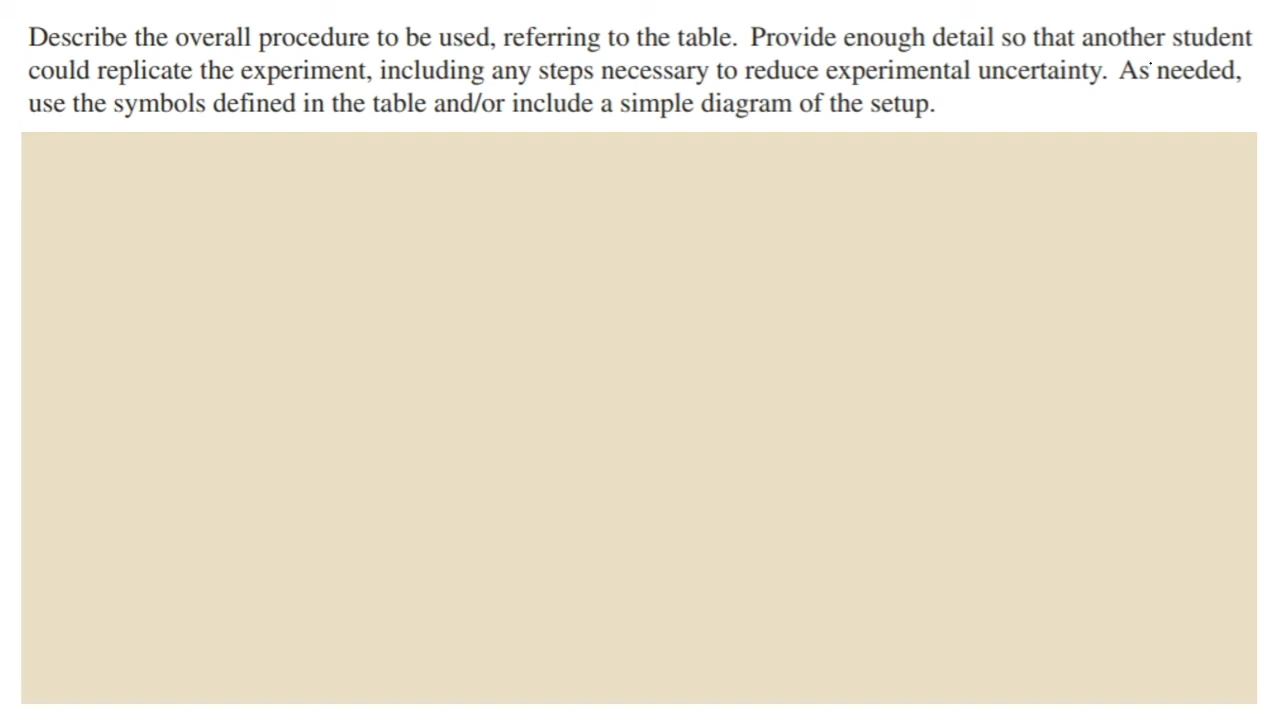 Describe the overall procedure to be used, referring to the table. Provide enough detail so that another student
could replicate the experiment, including any steps necessary to reduce experimental uncertainty. As needed,
use the symbols defined in the table and/or include a simple diagram of the setup.